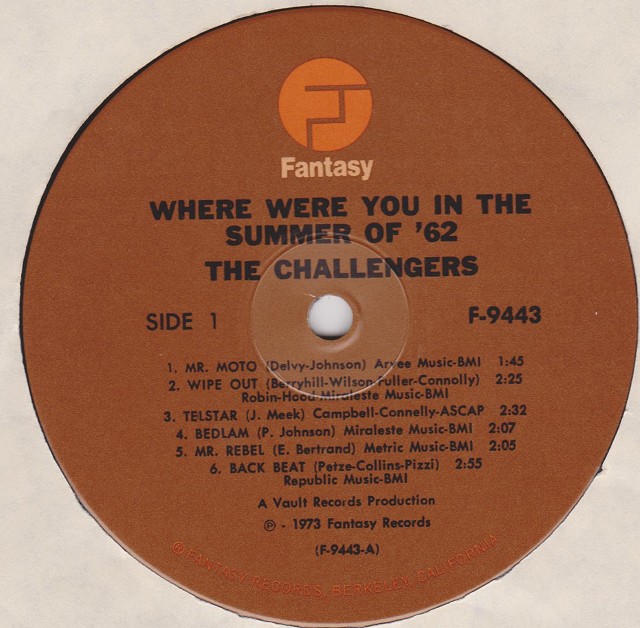 Fantasy
WHERE WERE YOU IN THE
SUMMER OF '62
THE CHALLENGERS
SIDE 1
F-9443
1. MR. MOTO (Delvy-Johnson) Arvee Music-BMI 1:45
2. WIPE OUT (Berryhill-Wilson-Fuller-Connolly) 2:25
Robin-Hood Miraleste Music-BMI
3. TELSTAR (J. Meek) Campbell-Connelly-ASCAP 2:32
4. BEDLAM (P. Johnson) Miraleste Music-BMI 2:07
5. MR. REBEL (E. Bertrand) Metric Music-BMI 2:05
6. BACK BEAT (Petze-Collins-Pizzi) 2:55
Republic Music-BMI
A Vault Records Production
℗ - 1973 Fantasy Records
(F-9443-A)
® FANTASY RECORDS, BERKELEY, CALIFORNIA